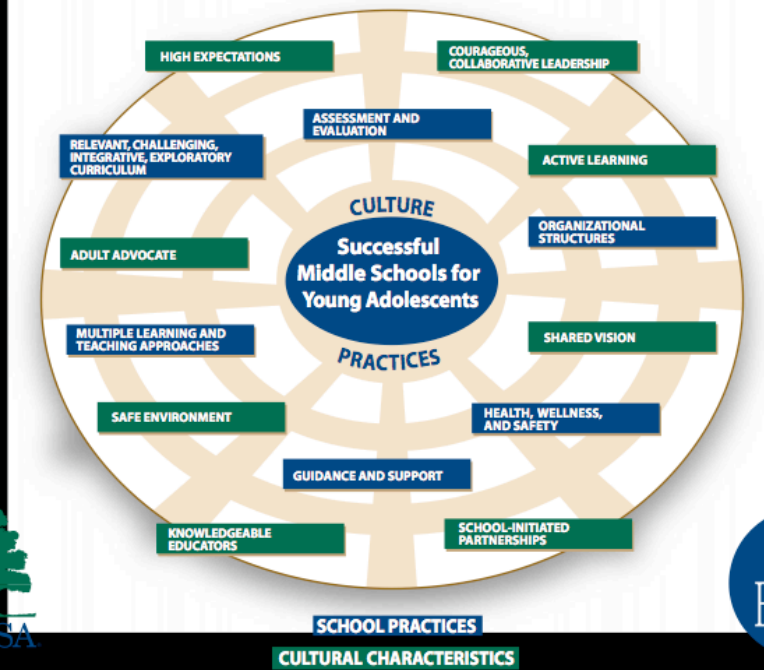 HIGH EXPECTATIONS
COURAGEOUS,
COLLABORATIVE LEADERSHIP
ASSESSMENT AND
EVALUATION
RELEVANT, CHALLENGING,
INTEGRATIVE, EXPLORATORY
CURRICULUM
ACTIVE LEARNING
CULTURE
ORGANIZATIONAL
STRUCTURES
ADULT ADVOCATE
Successful
Middle Schools for
Young Adolescents
MULTIPLE LEARNING AND
TEACHING APPROACHES
SHARED VISION
PRACTICES
SAFE ENVIRONMENT
HEALTH, WELLNESS,
AND SAFETY
GUIDANCE AND SUPPORT
KNOWLEDGEABLE
EDUCATORS
SCHOOL-INITIATED
PARTNERSHIPS
SCHOOL PRACTICES
CULTURAL CHARACTERISTICS